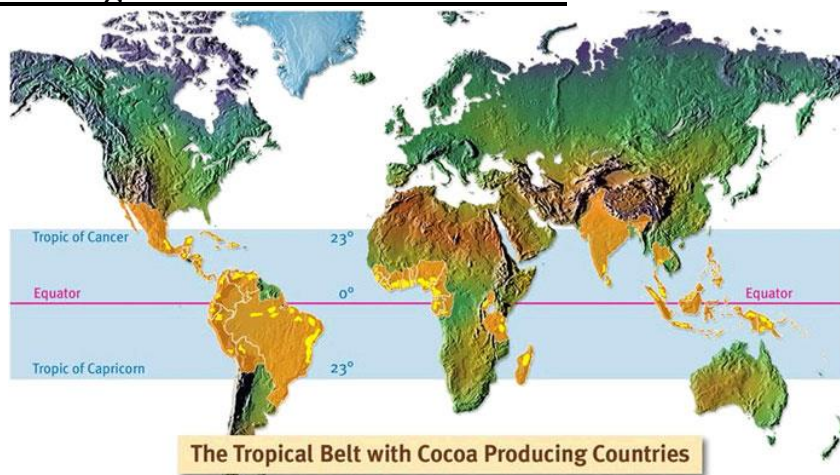 Tropic of Cancer 23°
Equator 0° Equator
Tropic of Capricorn 23°
The Tropical Belt with Cocoa Producing Countries